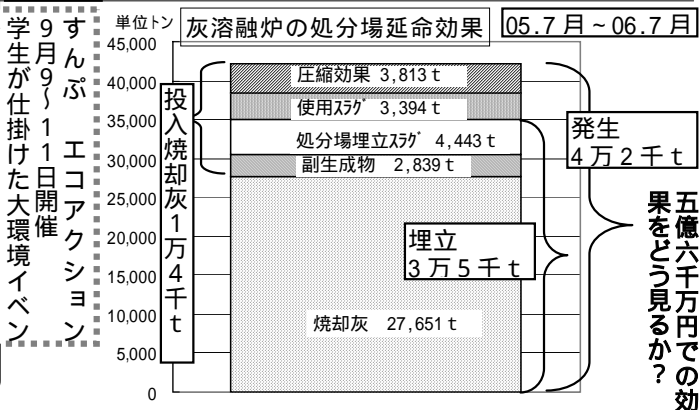 単位トン
灰溶融炉の処分場延命効果
05.7月~06.7月
45,000
40,000
35,000
30,000
25,000
20,000
15,000
10,000
5,000
0
圧縮効果 3,813ｔ
使用ｽﾗｸﾞ 3,394ｔ
処分場埋立ｽﾗｸﾞ 4,443ｔ
副生成物 2,839ｔ
焼却灰 27,651ｔ
投入焼却灰1万4千ｔ
発生
4万2千ｔ
埋立
3万5千ｔ
五億六千万円での効
果をどう見るか？
すんぷ エコアクション
9月9～11日開催
学生が仕掛けた大環境イベン